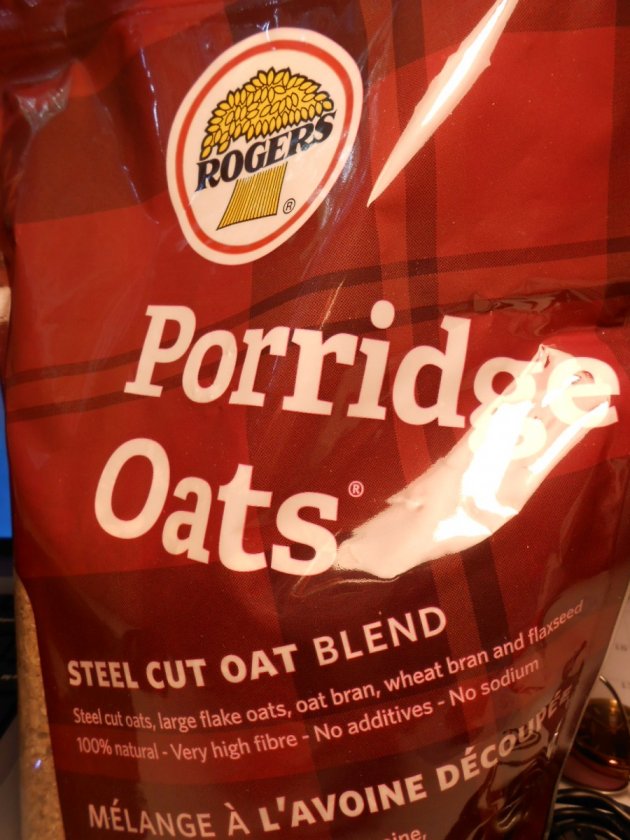 ROGERS
®
Porridge
Oats®
STEEL CUT OAT BLEND
Steel cut oats, large flake oats, oat bran, wheat bran and flaxseed
100% natural - Very high fibre - No additives - No sodium
MÉLANGE À L'AVOINE DÉCOUPÉE